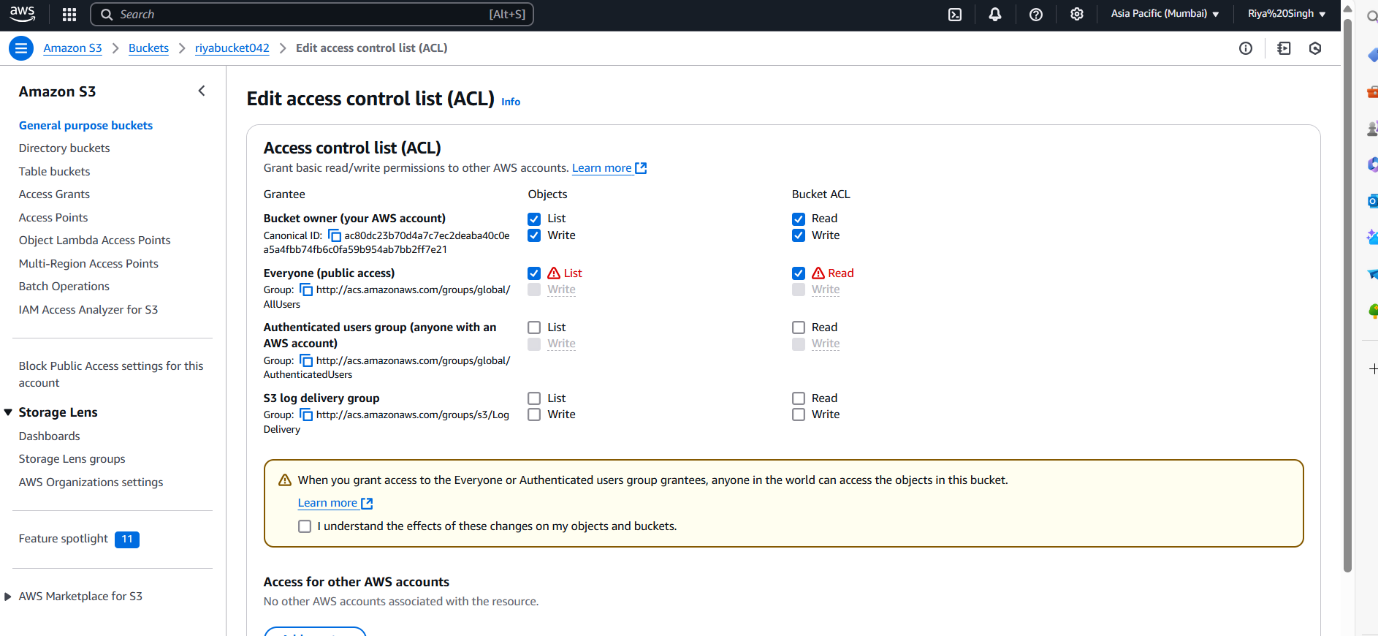 aws
Search [Alt+S]
Asia Pacific (Mumbai) ▼ Riya%20Singh ▼
Amazon S3 > Buckets > riyabucket042 > Edit access control list (ACL)
Amazon S3
General purpose buckets
Directory buckets
Table buckets
Access Grants
Access Points
Object Lambda Access Points
Multi-Region Access Points
Batch Operations
IAM Access Analyzer for S3
Block Public Access settings for this
account
Storage Lens
Dashboards
Storage Lens groups
AWS Organizations settings
Feature spotlight 11
AWS Marketplace for S3
Edit access control list (ACL) Info
Access control list (ACL)
Grant basic read/write permissions to other AWS accounts. Learn more
Grantee Objects Bucket ACL
Bucket owner (your AWS account) List Read
Canonical ID: ac80dc23b70d4a7c7ec2deaba40c0e Write Write
a5a4fbb74fb6c0fa59b954ab7bb2ff7e21
Everyone (public access) List Read
Group: http://acs.amazonaws.com/groups/global/ Write Write
AllUsers
Authenticated users group (anyone with an List Read
AWS account) Write Write
Group: http://acs.amazonaws.com/groups/global/
AuthenticatedUsers
S3 log delivery group List Read
Group: http://acs.amazonaws.com/groups/s3/Log Write Write
Delivery
When you grant access to the Everyone or Authenticated users group grantees, anyone in the world can access the objects in this bucket.
Learn more
I understand the effects of these changes on my objects and buckets.
Access for other AWS accounts
No other AWS accounts associated with the resource.